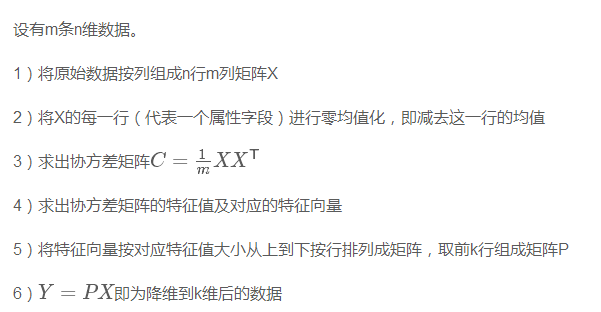 设有m条n维数据。
1）将原始数据按列组成n行m列矩阵X
2）将X的每一行（代表一个属性字段）进行零均值化，即减去这一行的均值
3）求出协方差矩阵C = \frac{1}{m}XX^T
4）求出协方差矩阵的特征值及对应的特征向量
5）将特征向量按对应特征值大小从上到下按行排列成矩阵，取前k行组成矩阵P
6）Y = PX即为降维到k维后的数据